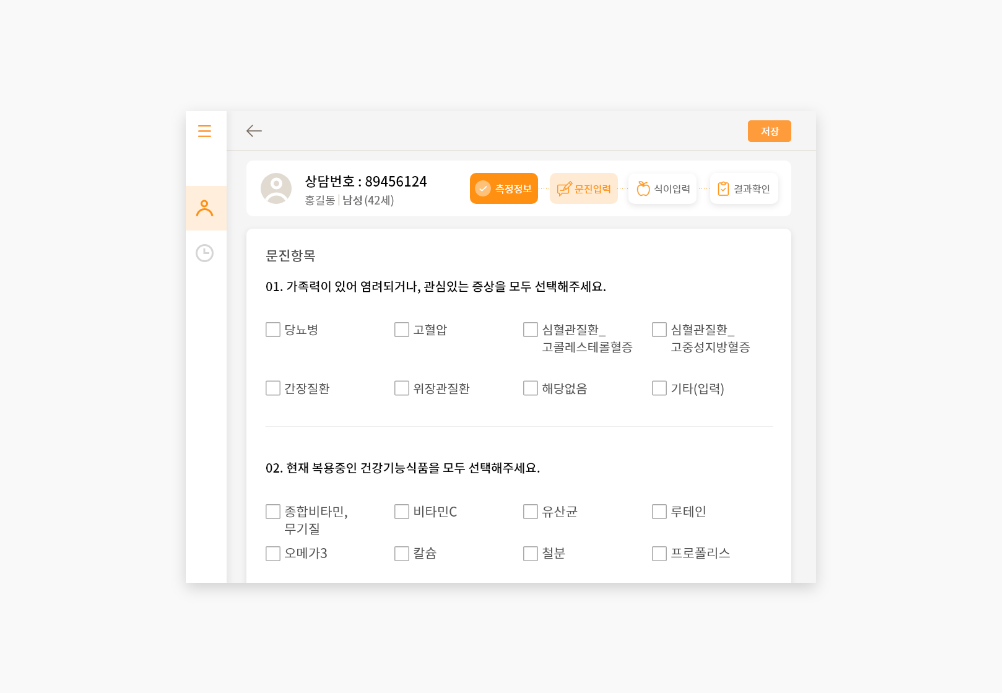 저장
상담번호 : 89456124
홍길동 | 남성 (42세)
측정정보
문진입력
식이입력
결과확인
문진항목
01. 가족력이 있어 염려되거나, 관심있는 증상을 모두 선택해주세요.
당뇨병
고혈압
심혈관질환_
고콜레스테롤혈증
심혈관질환_
고중성지방혈증
간장질환
위장관질환
해당없음
기타(입력)
02. 현재 복용중인 건강기능식품을 모두 선택해주세요.
종합비타민,
무기질
비타민C
유산균
루테인
오메가3
칼슘
철분
프로폴리스